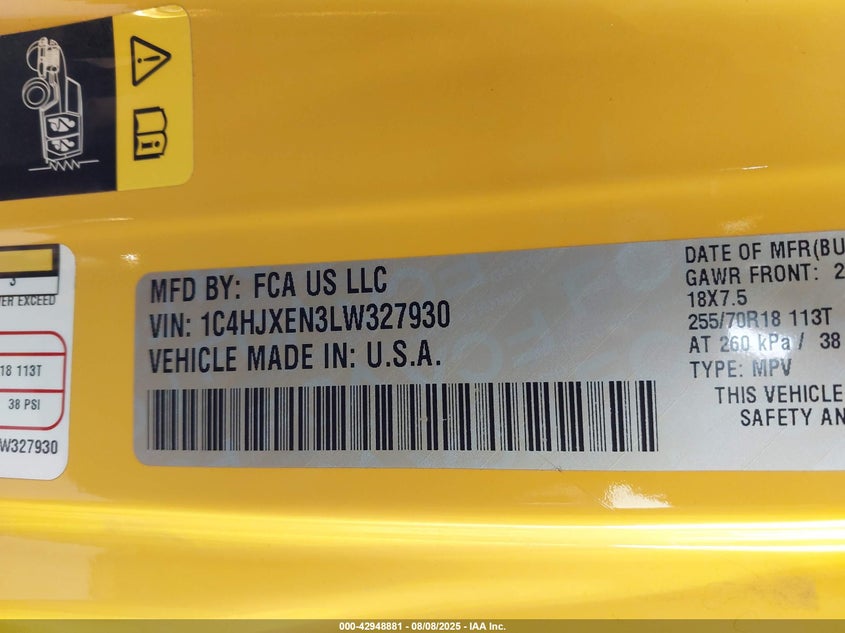 3
VER EXCEED
18 113T
38 PSI
W327930
MFD BY: FCA US LLC
VIN: 1C4HJXEN3LW327930
VEHICLE MADE IN: U.S.A.
DATE OF MFR(BU
GAWR FRONT: 2
18X7.5
255/70R18 113T
AT 260 kPa / 38
TYPE: MPV
THIS VEHICLE
SAFETY AN
000-42948881 - 08/08/2025 - IAA Inc.